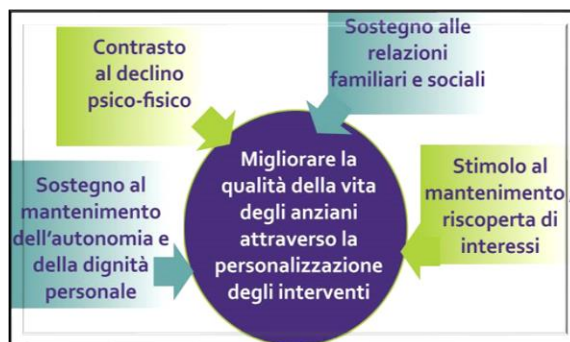 Contrasto
al declino
psico-fisico
Sostegno alle
relazioni
familiari e sociali
Sostegno al
mantenimento
dell'autonomia e
della dignità
personale
Migliorare la
qualità della vita
degli anziani
attraverso la
personalizzazione
degli interventi
Stimolo al
mantenimento/
riscoperta di
interessi